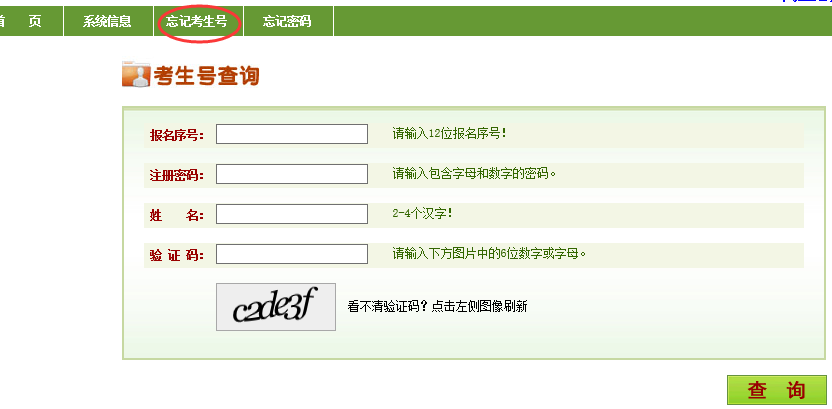 页 系统信息 忘记考生号 忘记密码
考生号查询
报名序号： 请输入12位报名序号！
注册密码： 请输入包含字母和数字的密码。
姓 名： 2-4个汉字！
验 证 码： 请输入下方图片中的6位数字或字母。
c2de3f 看不清验证码？点击左侧图像刷新
查 询